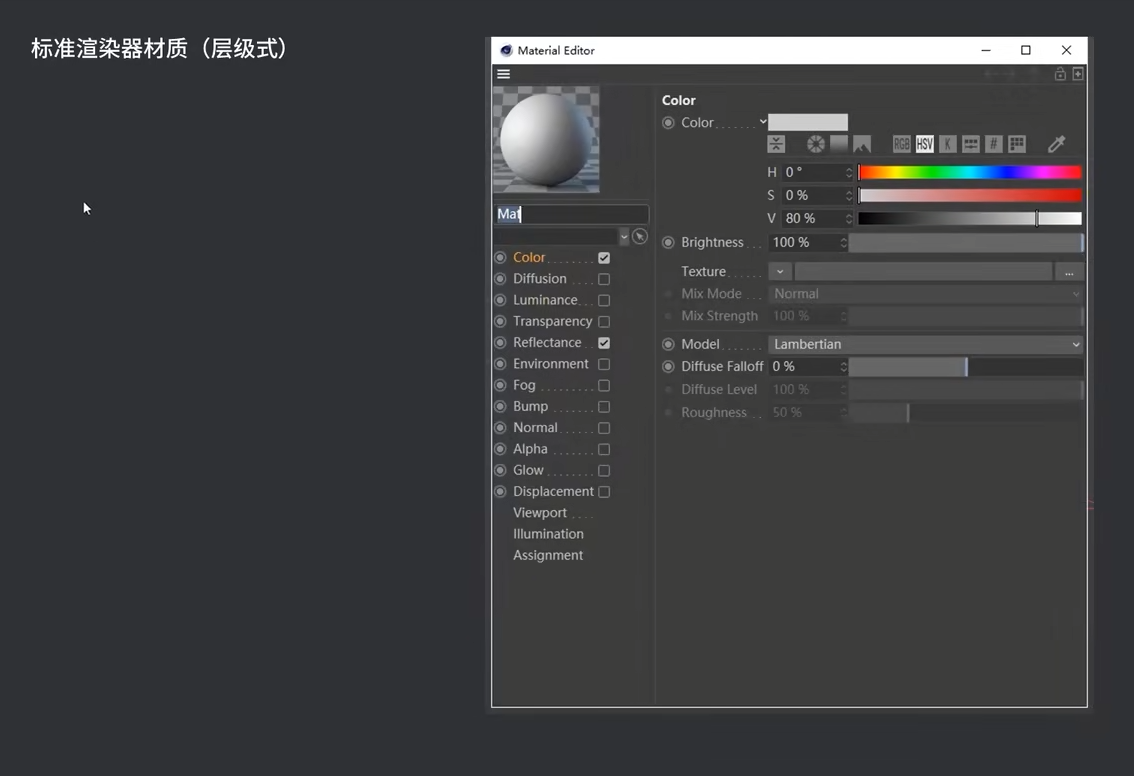 标准渲染器材质（层级式）
Material Editor
Color
Color
RGB HSV K #
H 0 °
S 0 %
V 80 %
Brightness 100 %
Texture ...
Mix Mode Normal
Mix Strength 100 %
Model Lambertian
Diffuse Falloff 0 %
Diffuse Level 100 %
Roughness 50 %
Mat
Color
Diffusion
Luminance
Transparency
Reflectance
Environment
Fog
Bump
Normal
Alpha
Glow
Displacement
Viewport
Illumination
Assignment